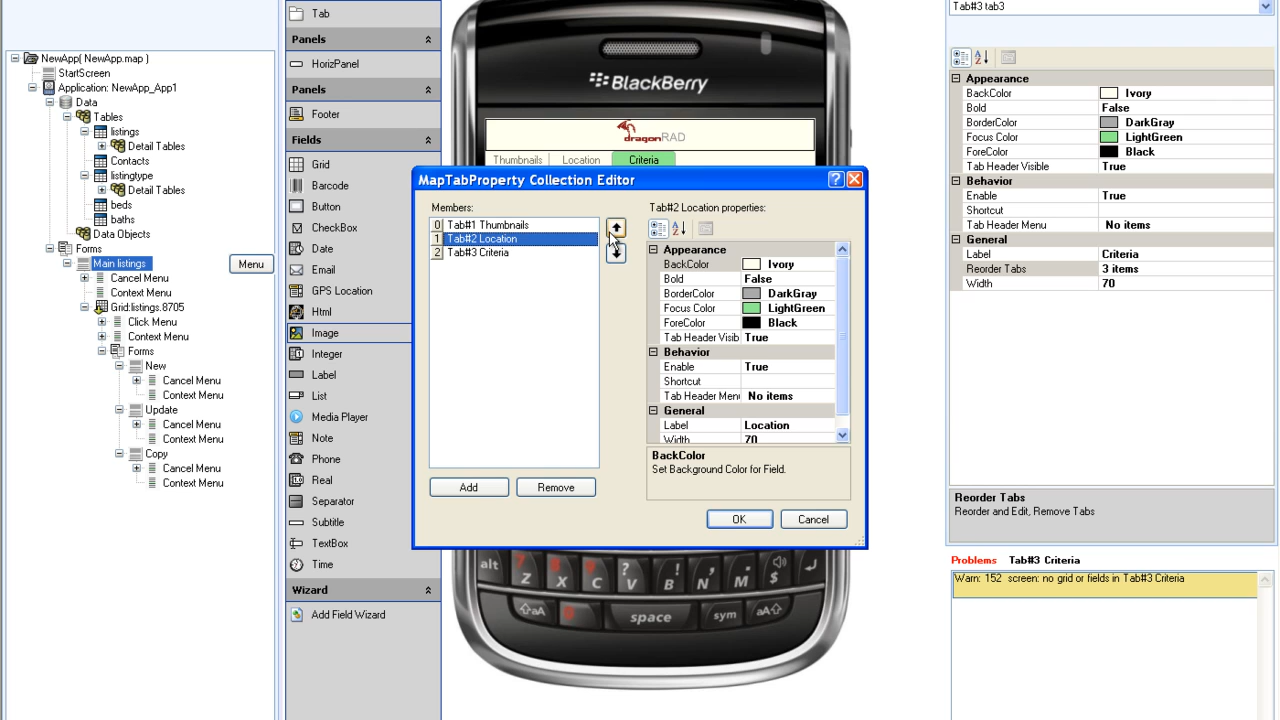 NewApp( NewApp.map )
StartScreen
Application: NewApp_App1
Data
Tables
listings
Detail Tables
Contacts
listingtype
Detail Tables
beds
baths
Data Objects
Forms
Main listings
Menu
Cancel Menu
Context Menu
Grid:listings.8705
Click Menu
Context Menu
Forms
New
Cancel Menu
Context Menu
Update
Cancel Menu
Context Menu
Copy
Cancel Menu
Context Menu
Tab
Panels
HorizPanel
Panels
Footer
Fields
Grid
Barcode
Button
CheckBox
Date
Email
GPS Location
Html
Image
Integer
Label
List
Media Player
Note
Phone
Real
Separator
Subtitle
TextBox
Time
Wizard
Add Field Wizard
BlackBerry
dragonRAD
Thumbnails Location Criteria
MapTabProperty Collection Editor
Members:
0 Tab#1 Thumbnails
1 Tab#2 Location
2 Tab#3 Criteria
Add Remove
Tab#2 Location properties:
Appearance
BackColor Ivory
Bold False
BorderColor DarkGray
Focus Color LightGreen
ForeColor Black
Tab Header Visib True
Behavior
Enable True
Shortcut
Tab Header Menu No items
General
Label Location
Width 70
BackColor
Set Background Color for Field.
OK Cancel
alt 7 Z 8 X 9 C ? V ! B , N . M $
aA 0 space sym aA
Tab#3 tab3
Appearance
BackColor Ivory
Bold False
BorderColor DarkGray
Focus Color LightGreen
ForeColor Black
Tab Header Visible True
Behavior
Enable True
Shortcut
Tab Header Menu No items
General
Label Criteria
Reorder Tabs 3 items
Width 70
Reorder Tabs
Reorder and Edit, Remove Tabs
Problems Tab#3 Criteria
Warn: 152 screen: no grid or fields in Tab#3 Criteria